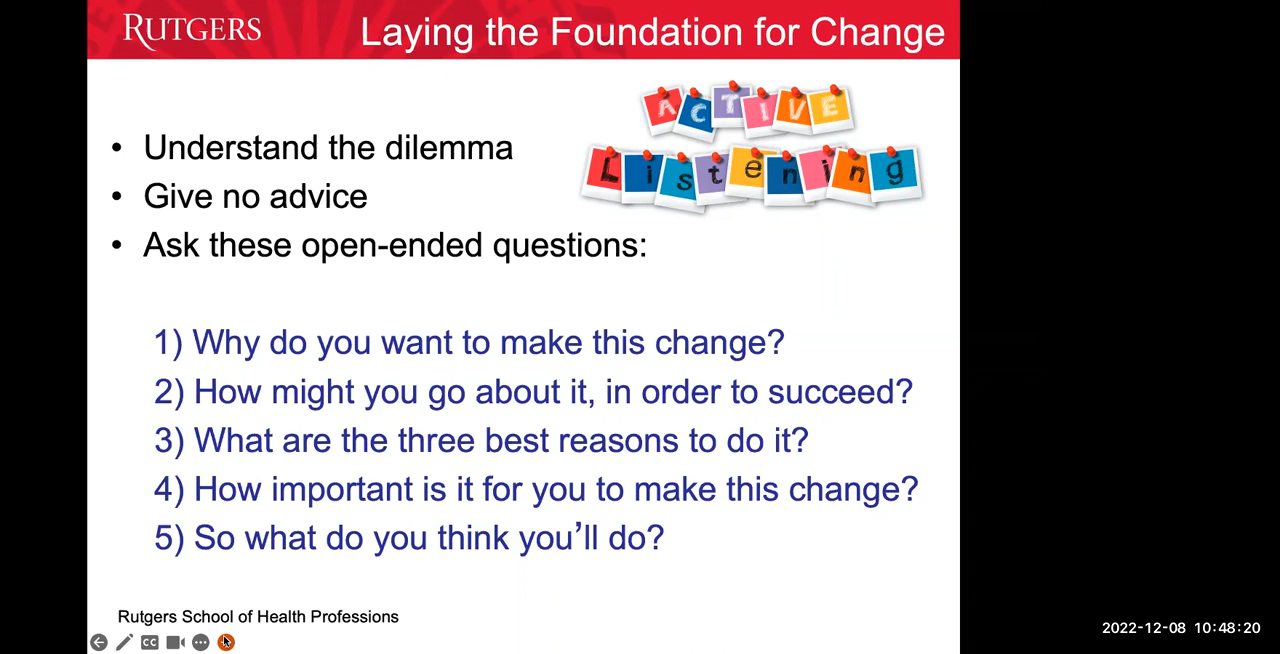 RUTGERS
Laying the Foundation for Change
ACTIVE
Listening
• Understand the dilemma
• Give no advice
• Ask these open-ended questions:
1) Why do you want to make this change?
2) How might you go about it, in order to succeed?
3) What are the three best reasons to do it?
4) How important is it for you to make this change?
5) So what do you think you’ll do?
Rutgers School of Health Professions
CC
2022-12-08 10:48:20